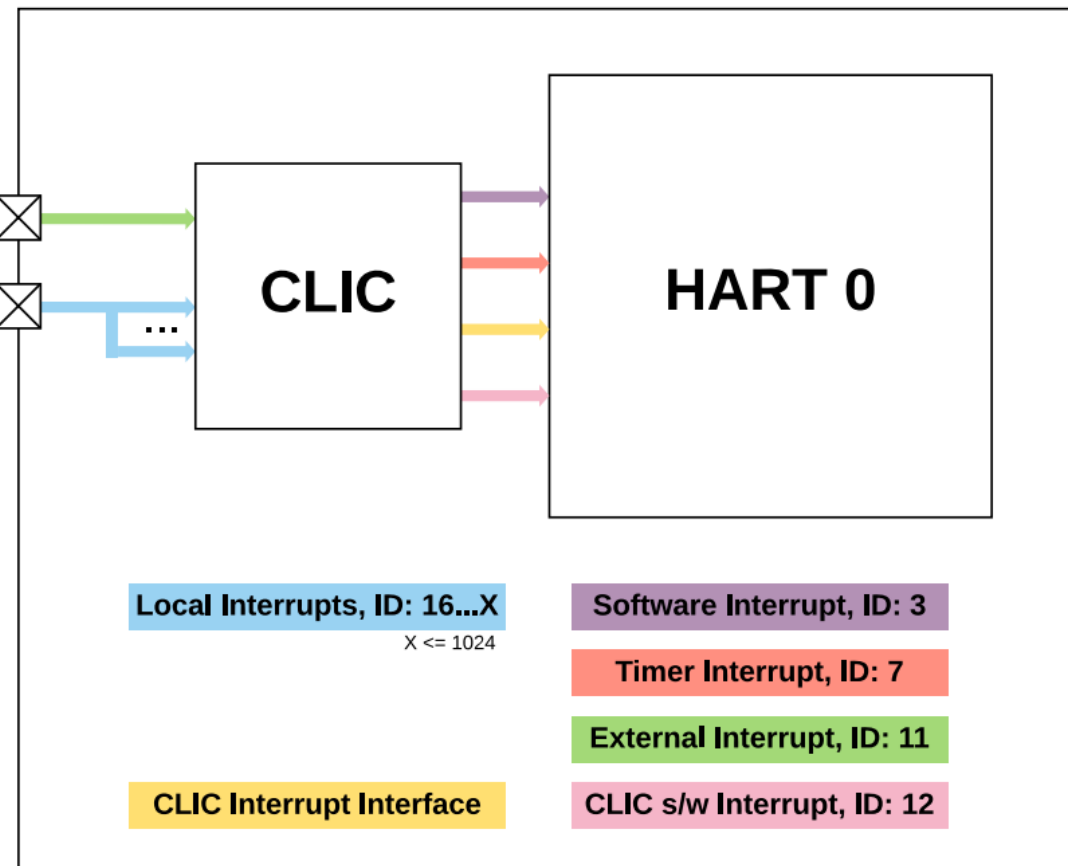 CLIC
HART 0
...
Local Interrupts, ID: 16...X
X <= 1024
Software Interrupt, ID: 3
Timer Interrupt, ID: 7
External Interrupt, ID: 11
CLIC Interrupt Interface
CLIC s/w Interrupt, ID: 12